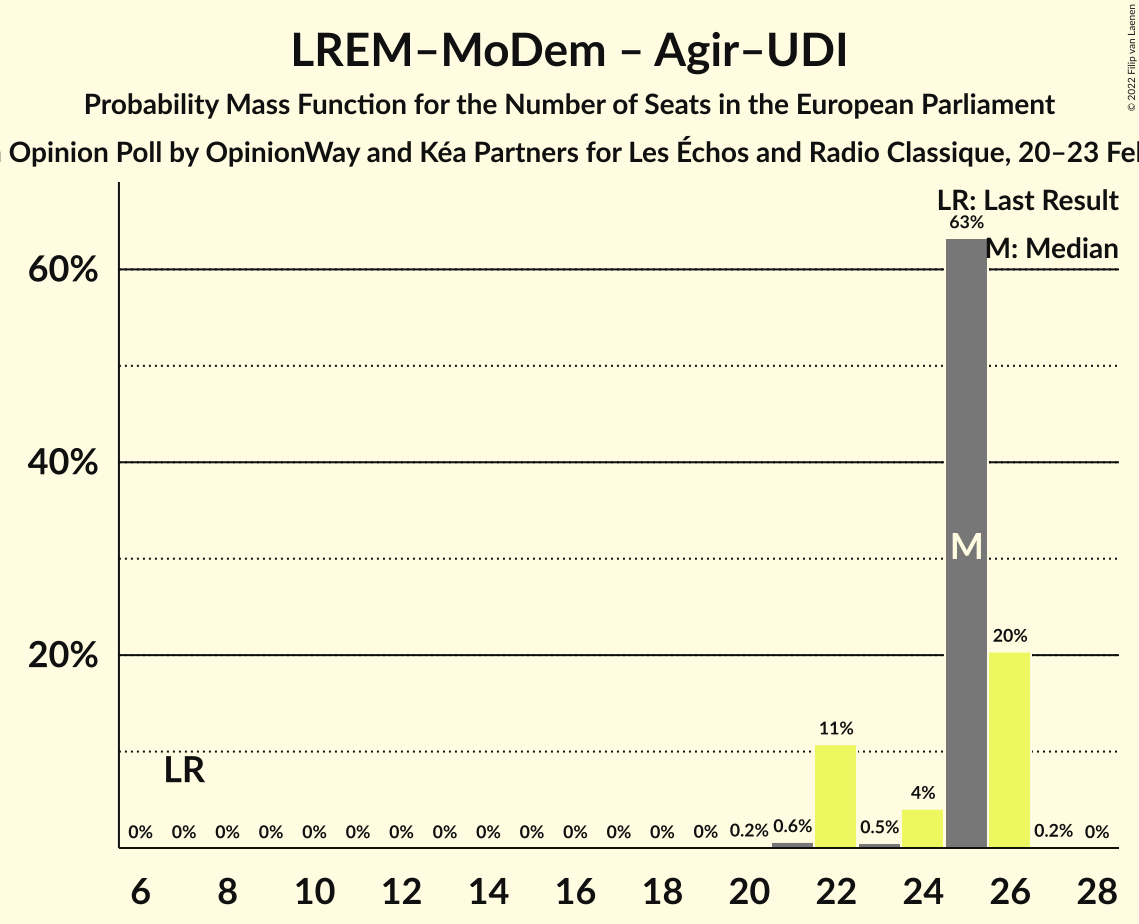 LREM–MoDem – Agir–UDI
Probability Mass Function for the Number of Seats in the European Parliament
Opinion Poll by OpinionWay and Kéa Partners for Les Échos and Radio Classique, 20–23
© 2022 Filip van Laenen
LR: Last Result
63%
M: Median
60%
40%
M
20%
20%
11%
LR
4%
0% 0% 0% 0% 0% 0% 0% 0% 0% 0% 0% 0% 0% 0% 0.2% 0.6% 0.5% 0.2% 0%
6 8 10 12 14 16 18 20 22 24 26 28